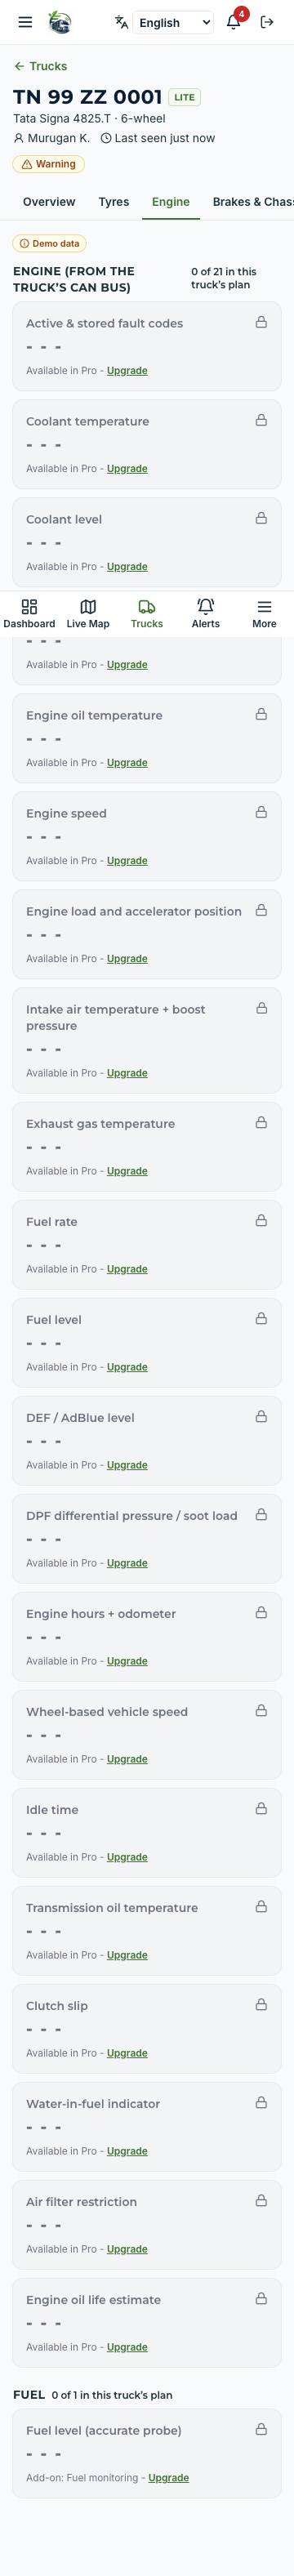 English
4
← Trucks
TN 99 ZZ 0001 LITE
Tata Signa 4825.T · 6-wheel
Murugan K. Last seen just now
Warning
Overview Tyres Engine Brakes & Chass
Demo data
ENGINE (FROM THE
TRUCK'S CAN BUS)
0 of 21 in this
truck's plan
Active & stored fault codes
- - -
Available in Pro - Upgrade
Coolant temperature
- - -
Available in Pro - Upgrade
Coolant level
- - -
Available in Pro - Upgrade
Dashboard Live Map Trucks Alerts More
- - -
Available in Pro - Upgrade
Engine oil temperature
- - -
Available in Pro - Upgrade
Engine speed
- - -
Available in Pro - Upgrade
Engine load and accelerator position
- - -
Available in Pro - Upgrade
Intake air temperature + boost
pressure
- - -
Available in Pro - Upgrade
Exhaust gas temperature
- - -
Available in Pro - Upgrade
Fuel rate
- - -
Available in Pro - Upgrade
Fuel level
- - -
Available in Pro - Upgrade
DEF / AdBlue level
- - -
Available in Pro - Upgrade
DPF differential pressure / soot load
- - -
Available in Pro - Upgrade
Engine hours + odometer
- - -
Available in Pro - Upgrade
Wheel-based vehicle speed
- - -
Available in Pro - Upgrade
Idle time
- - -
Available in Pro - Upgrade
Transmission oil temperature
- - -
Available in Pro - Upgrade
Clutch slip
- - -
Available in Pro - Upgrade
Water-in-fuel indicator
- - -
Available in Pro - Upgrade
Air filter restriction
- - -
Available in Pro - Upgrade
Engine oil life estimate
- - -
Available in Pro - Upgrade
FUEL 0 of 1 in this truck's plan
Fuel level (accurate probe)
- - -
Add-on: Fuel monitoring - Upgrade